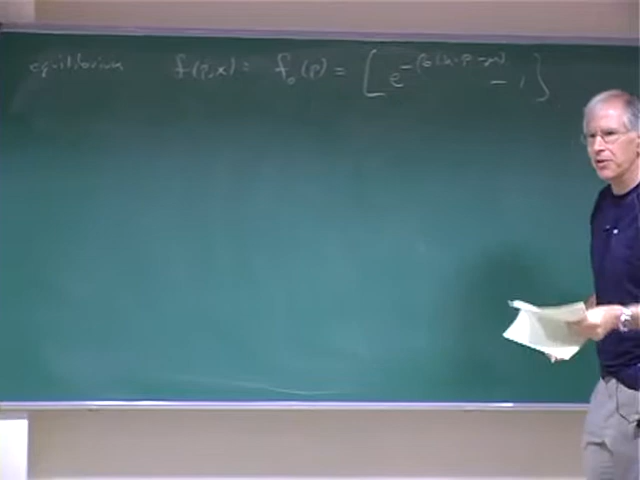 equilibrium f(p,x) = f₀(p) = [e^{-β(u·p-μ)} - 1]